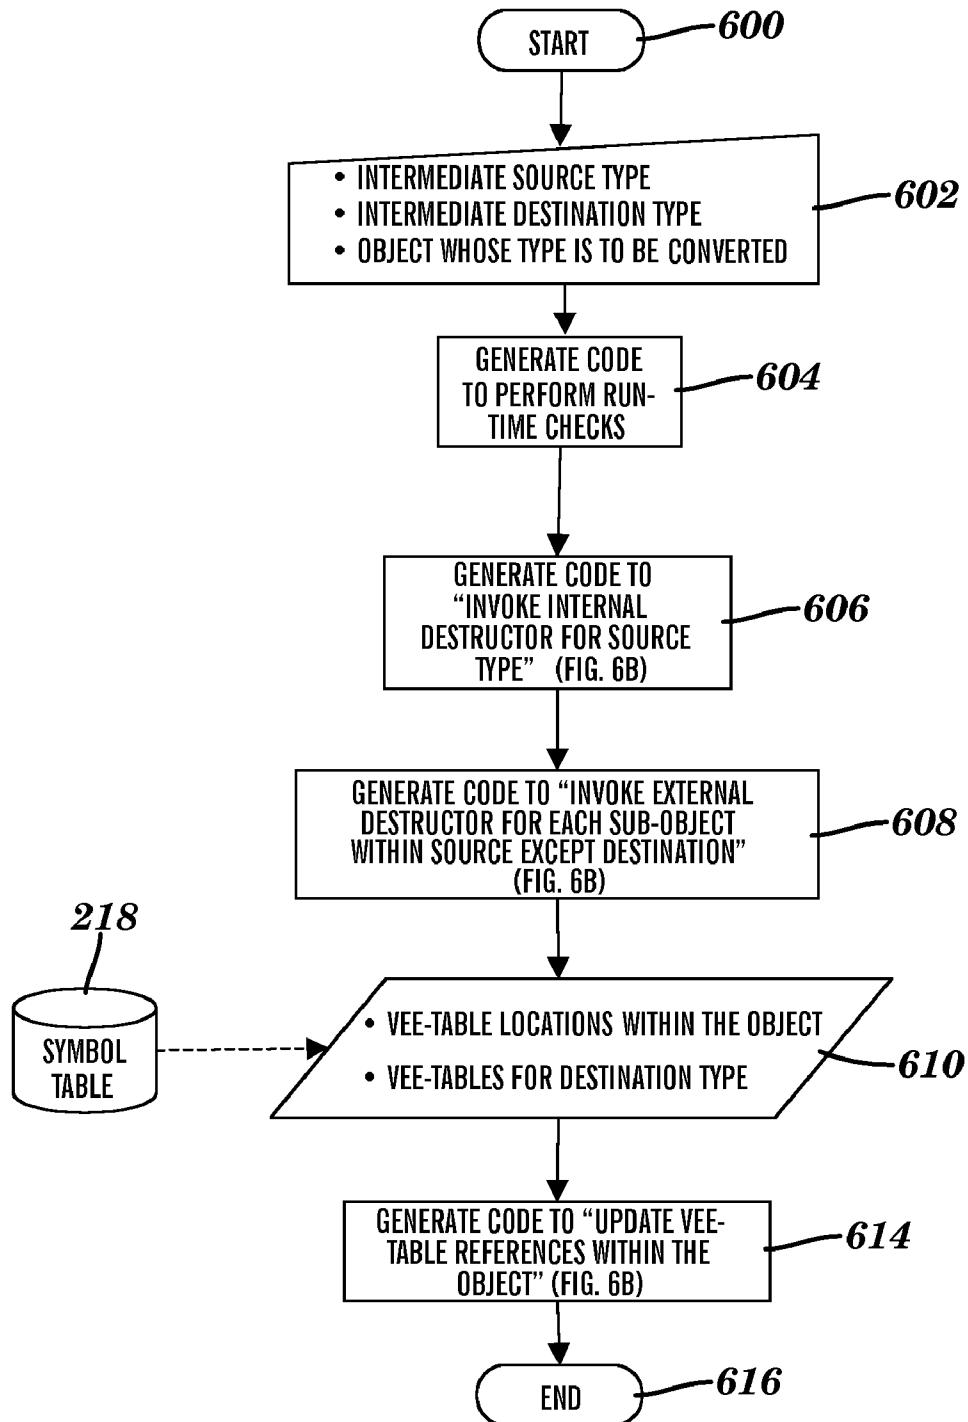 START
600
• INTERMEDIATE SOURCE TYPE
• INTERMEDIATE DESTINATION TYPE
• OBJECT WHOSE TYPE IS TO BE CONVERTED
602
GENERATE CODE
TO PERFORM RUN-
TIME CHECKS
604
GENERATE CODE TO
“INVOKE INTERNAL
DESTRUCTOR FOR SOURCE
TYPE” (FIG. 6B)
606
GENERATE CODE TO “INVOKE EXTERNAL
DESTRUCTOR FOR EACH SUB-OBJECT
WITHIN SOURCE EXCEPT DESTINATION”
(FIG. 6B)
608
218
SYMBOL
TABLE
• VEE-TABLE LOCATIONS WITHIN THE OBJECT
• VEE-TABLES FOR DESTINATION TYPE
610
GENERATE CODE TO “UPDATE VEE-
TABLE REFERENCES WITHIN THE
OBJECT” (FIG. 6B)
614
END
616